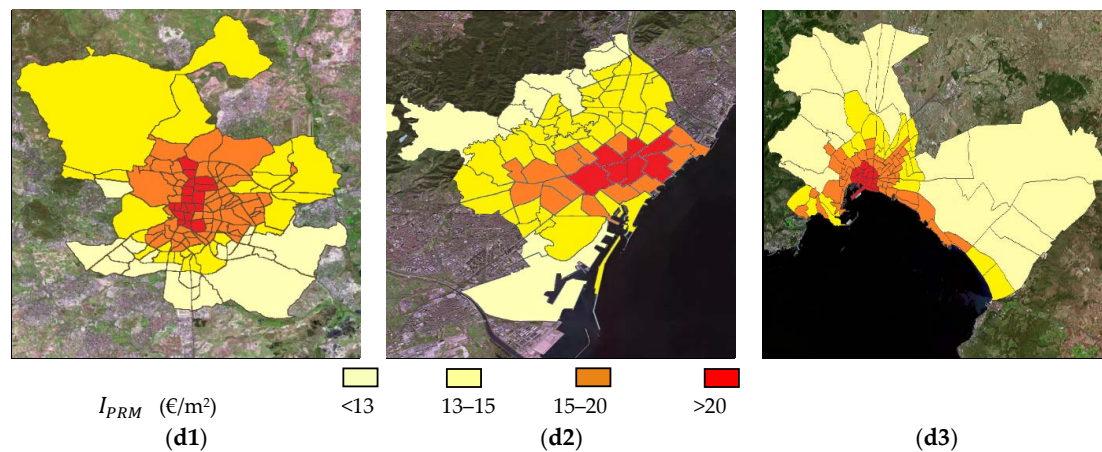 I_PRM (€/m²) <13 13–15 15–20 >20
(d1) (d2) (d3)